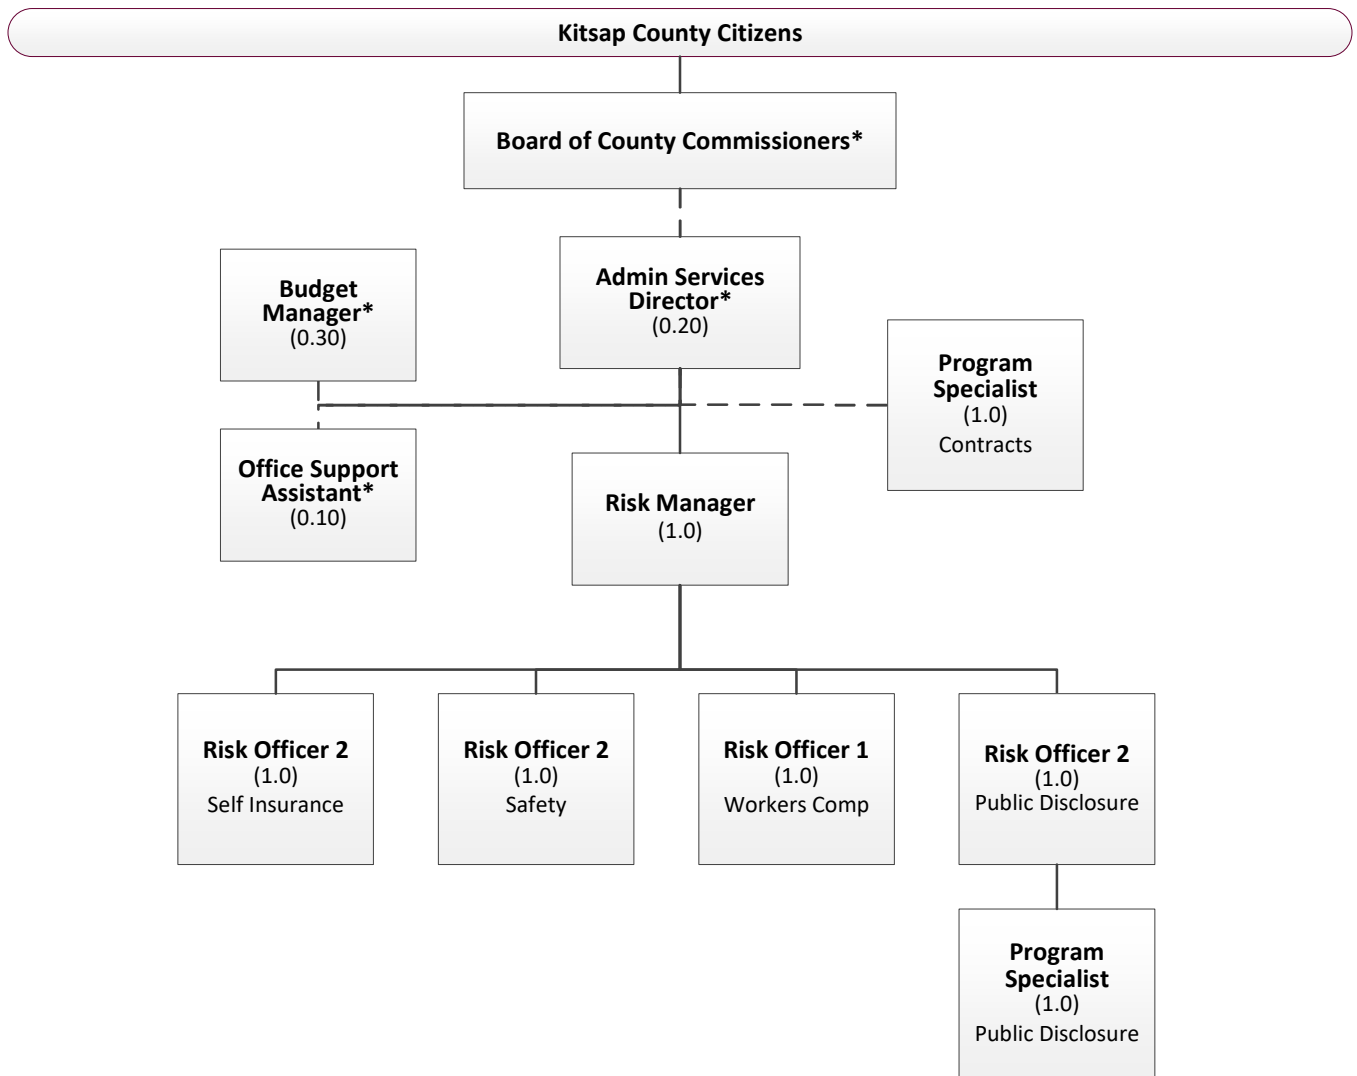 Kitsap County Citizens
Board of County Commissioners*
Budget
Manager*
(0.30)
Admin Services
Director*
(0.20)
Program
Specialist
(1.0)
Contracts
Office Support
Assistant*
(0.10)
Risk Manager
(1.0)
Risk Officer 2
(1.0)
Self Insurance
Risk Officer 2
(1.0)
Safety
Risk Officer 1
(1.0)
Workers Comp
Risk Officer 2
(1.0)
Public Disclosure
Program
Specialist
(1.0)
Public Disclosure